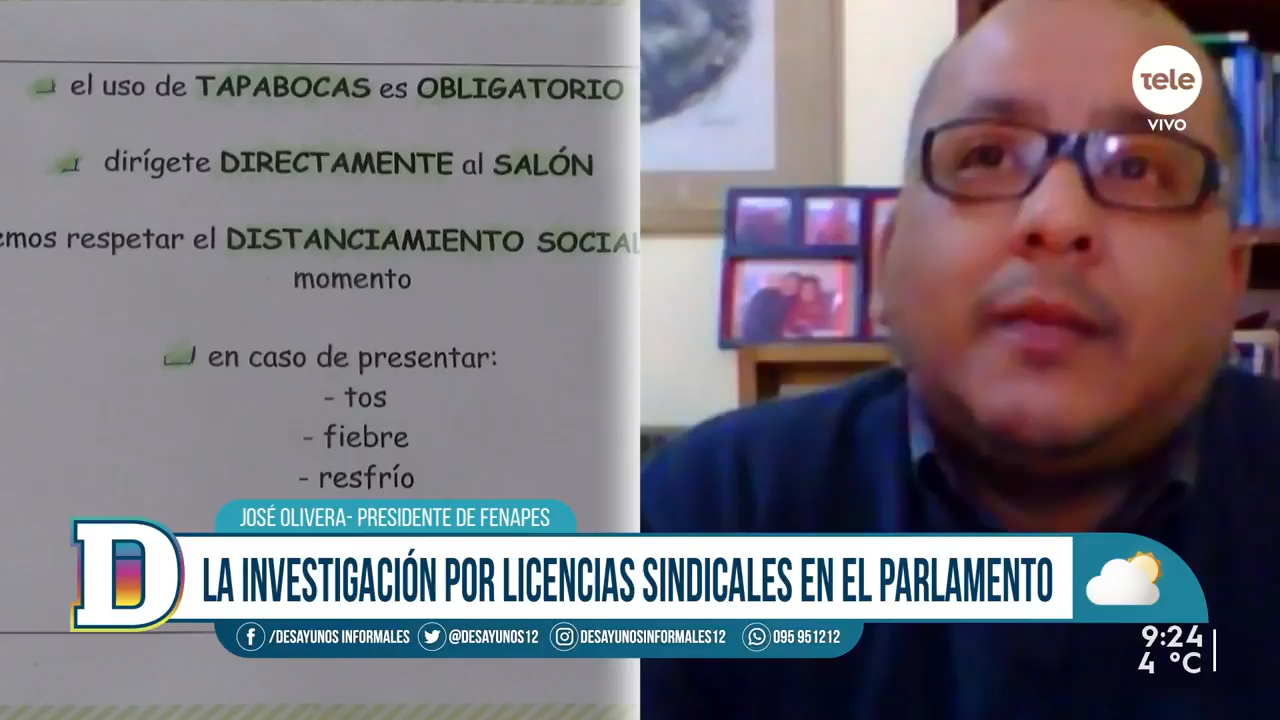 el uso de TAPABOCAS es OBLIGATORIO
dirígete DIRECTAMENTE al SALÓN
emos respetar el DISTANCIAMIENTO SOCIAL
momento
en caso de presentar:
- tos
- fiebre
- resfrío
tele
VIVO
JOSÉ OLIVERA- PRESIDENTE DE FENAPES
D
LA INVESTIGACIÓN POR LICENCIAS SINDICALES EN EL PARLAMENTO
/DESAYUNOS INFORMALES @DESAYUNOS12 DESAYUNOSINFORMALES12 095 951212
9:24
4 °C